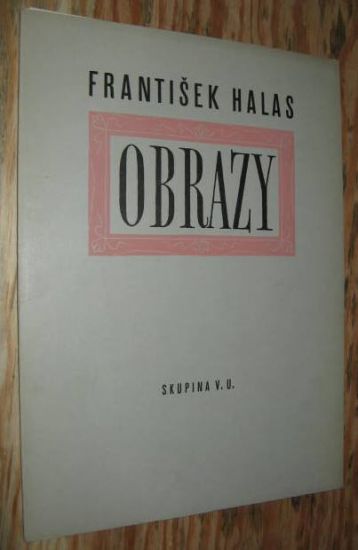 FRANTIŠEK HALAS
OBRAZY
SKUPINA V. U.